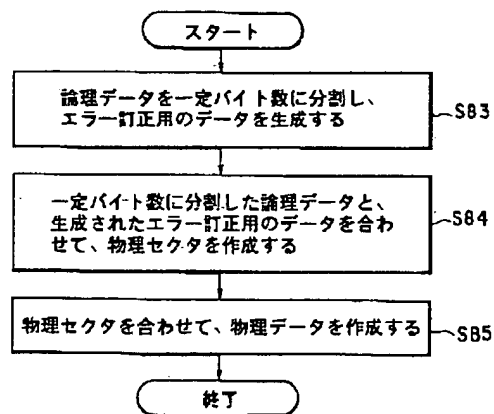 スタート
論理データを一定バイト数に分割し、
エラー訂正用のデータを生成する
SB3
一定バイト数に分割した論理データと、
生成されたエラー訂正用のデータを合わ
せて、物理セクタを作成する
SB4
物理セクタを合わせて、物理データを作成する
SB5
終了